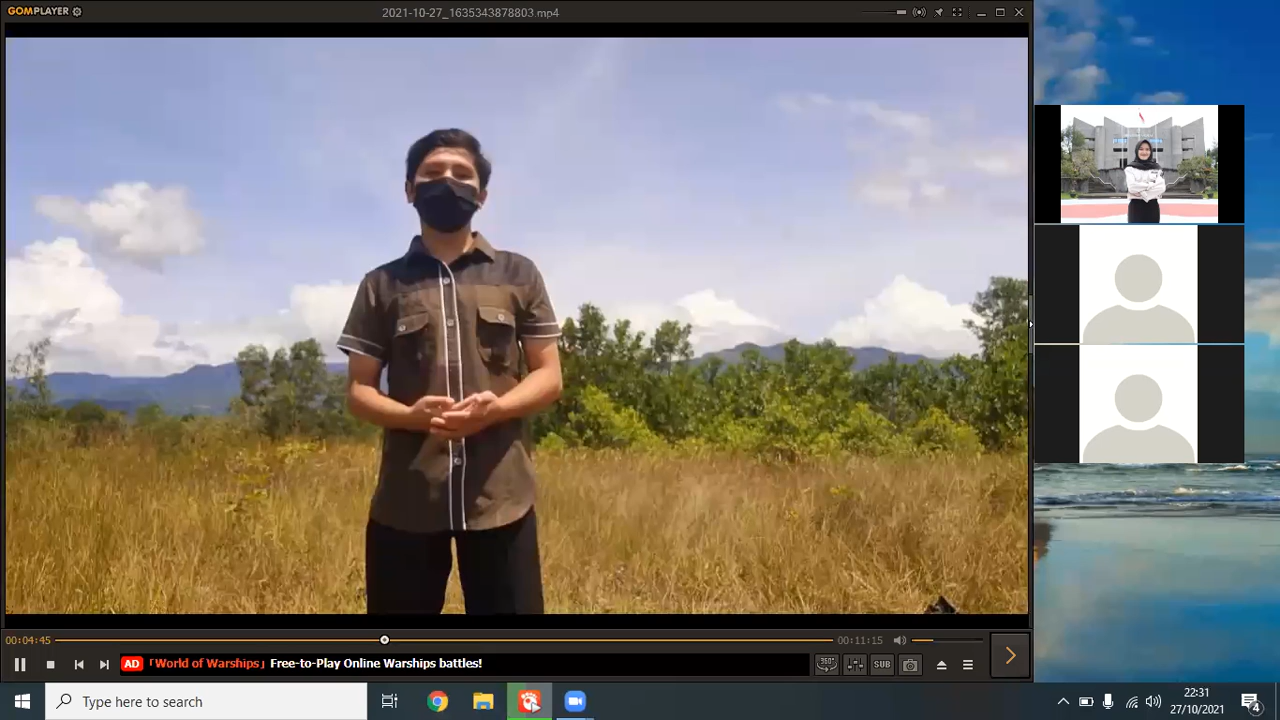 GOMPLAYER
2021-10-27_1635343878803.mp4
00:04:45
00:11:15
AD 「World of Warships」 Free-to-Play Online Warships battles!
360°
SUB
Type here to search
22:31
27/10/2021
4